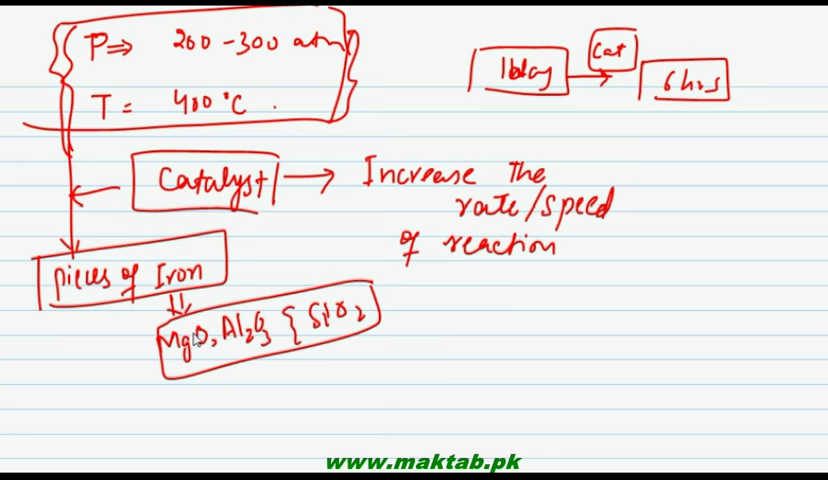 P ⇒ 200 - 300 atm
T = 400 °C .
1 day → cat → 6 hrs
Catalyst → Increase the
rate/speed
of reaction
pieces of Iron
MgO, Al2O3 { SiO2
www.maktab.pk